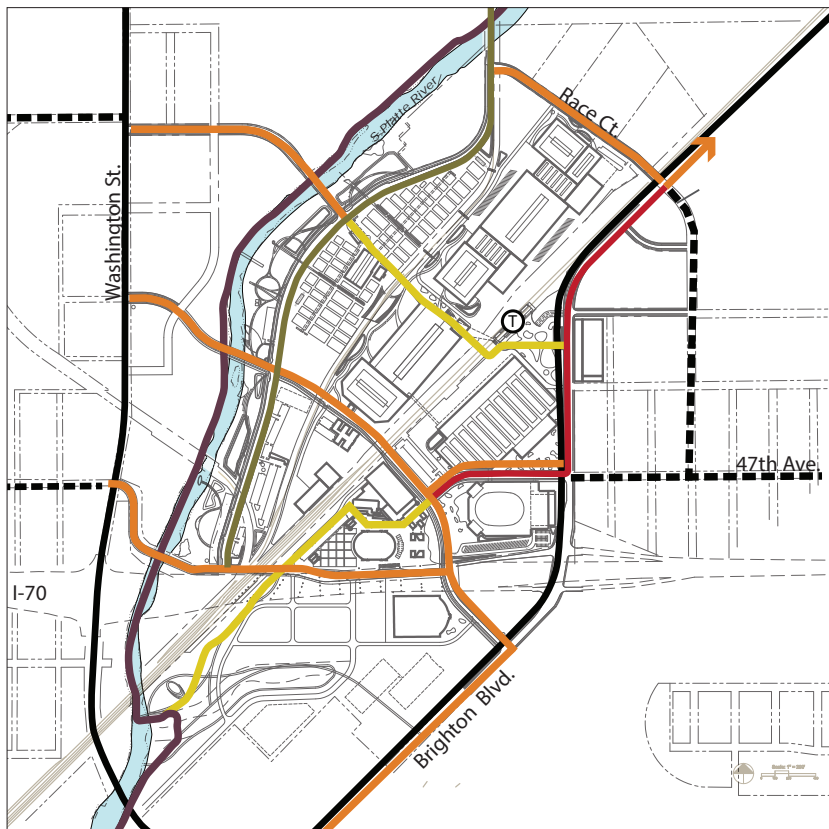 Race Ct.
S Platte River
Washington St.
T
47th Ave.
I-70
Brighton Blvd.